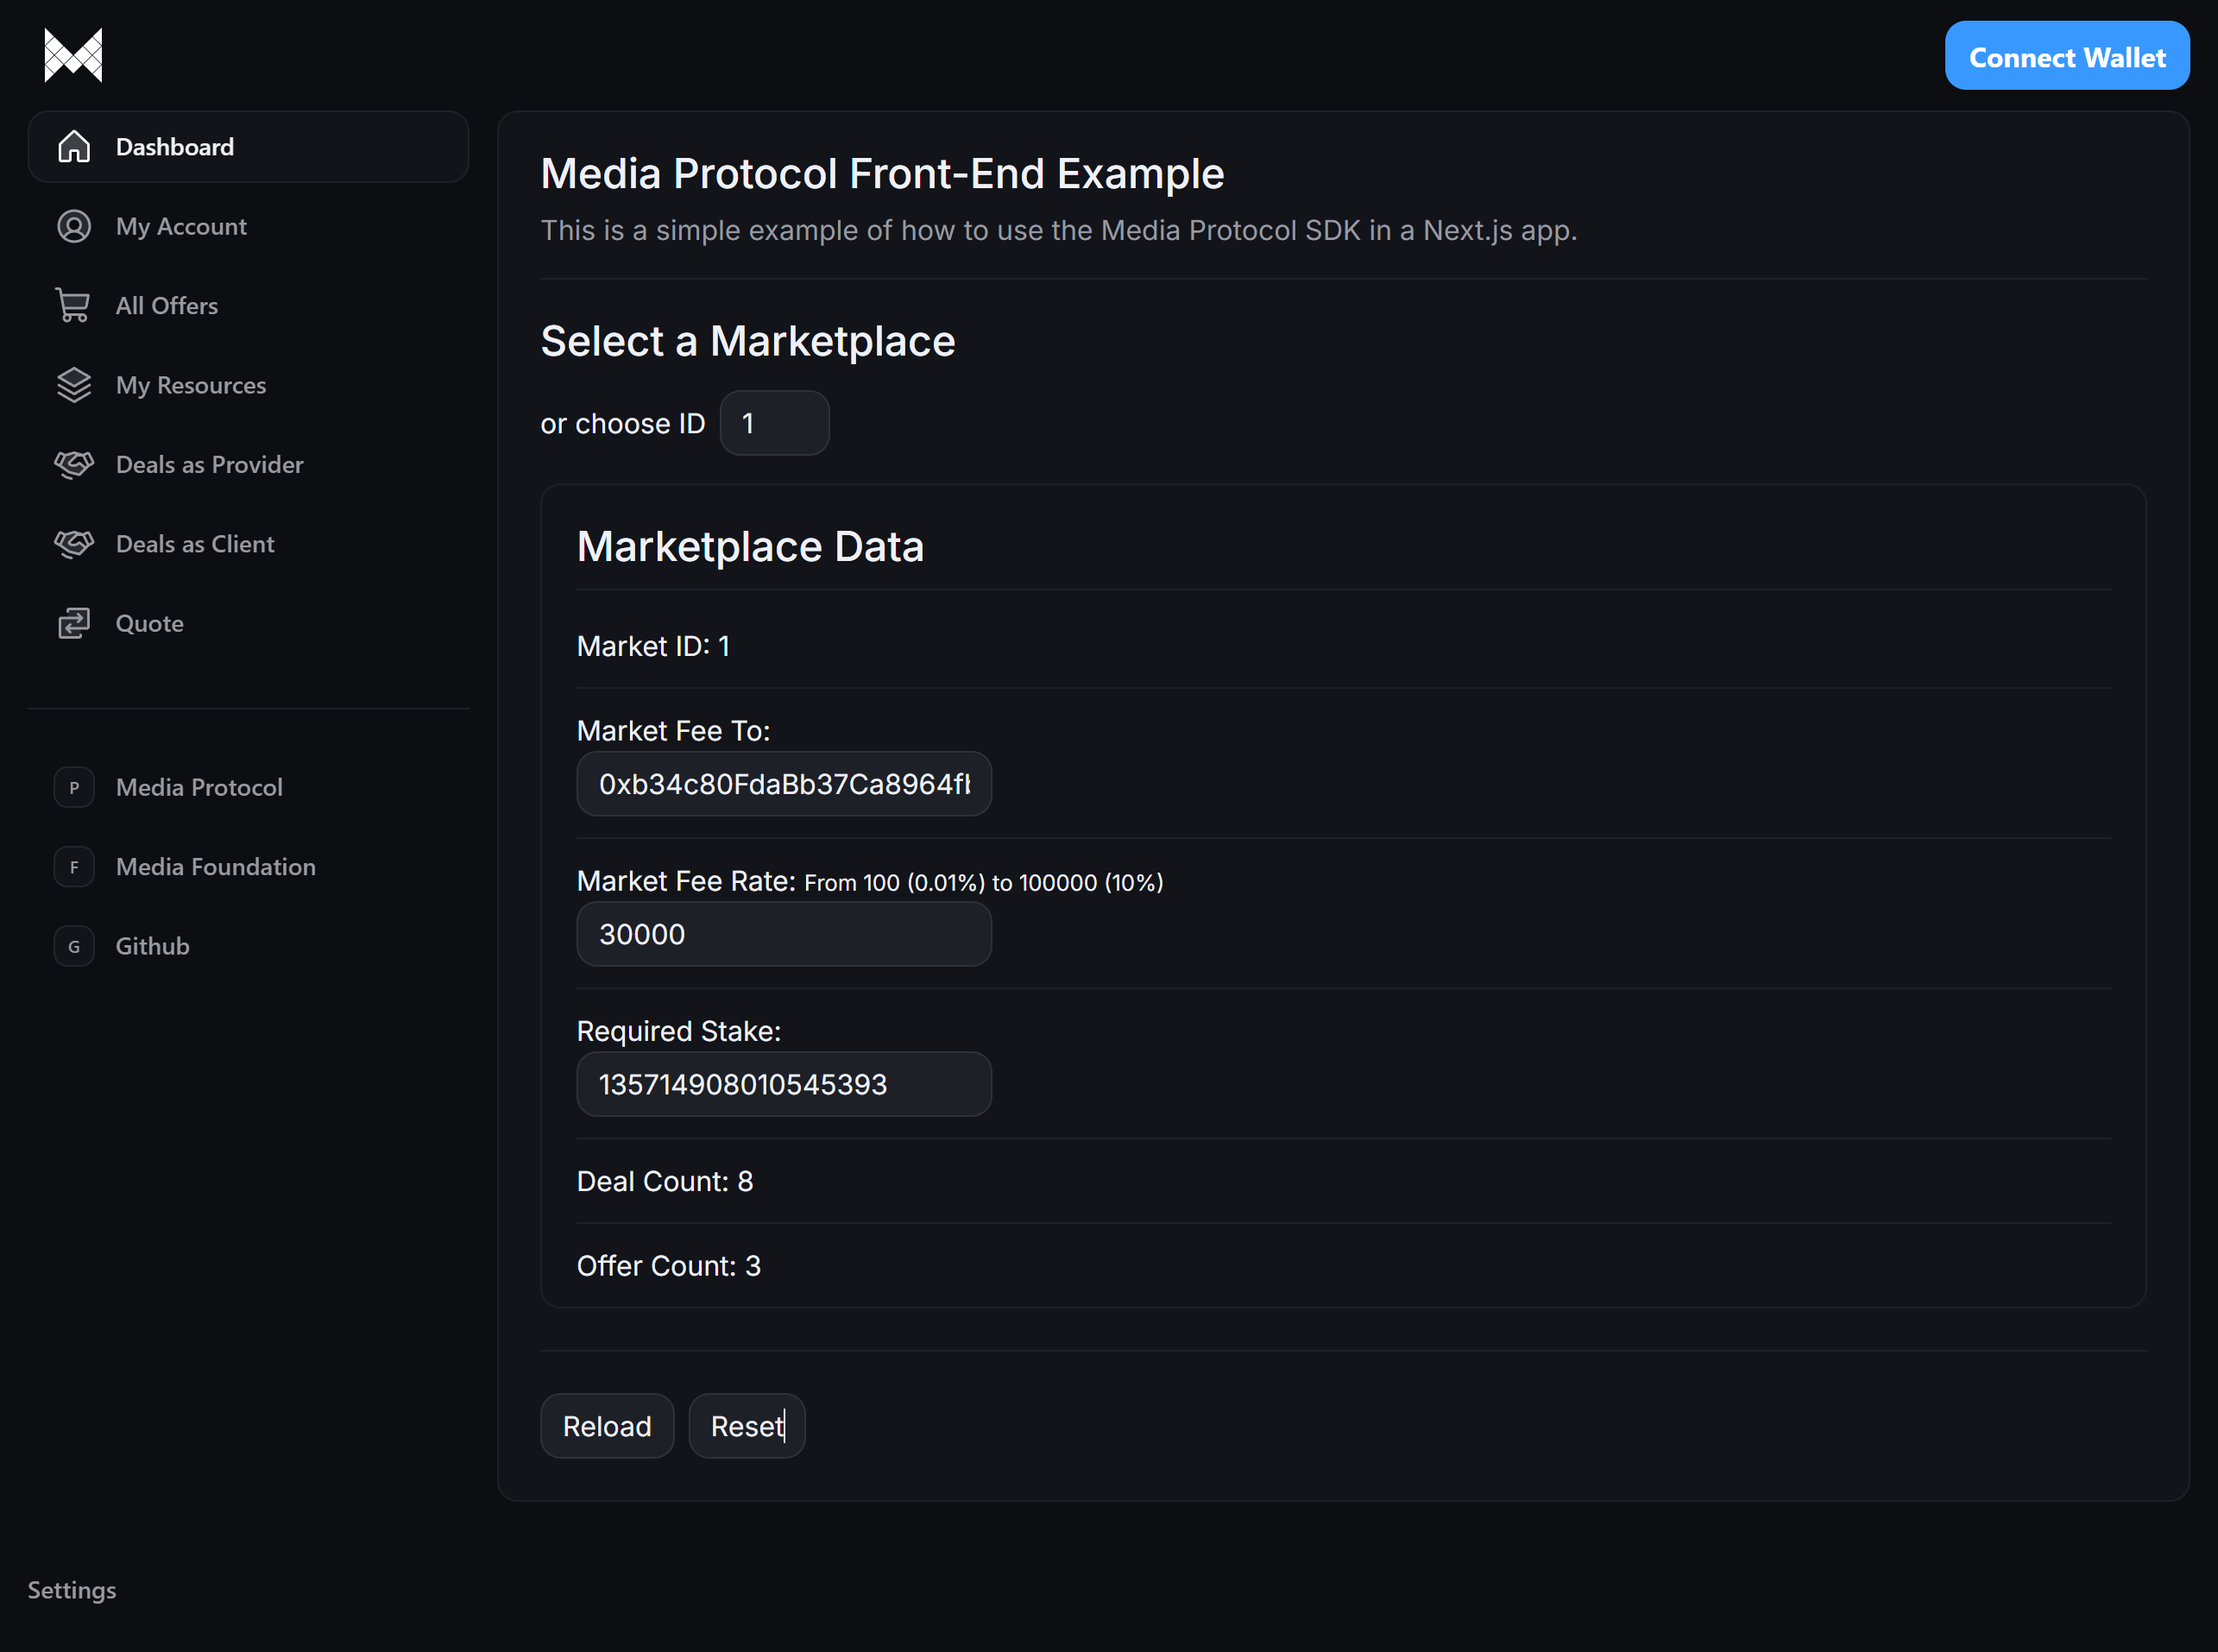 Connect Wallet
Dashboard
My Account
All Offers
My Resources
Deals as Provider
Deals as Client
Quote
P Media Protocol
F Media Foundation
G Github
Settings
Media Protocol Front-End Example
This is a simple example of how to use the Media Protocol SDK in a Next.js app.
Select a Marketplace
or choose ID 1
Marketplace Data
Market ID: 1
Market Fee To:
0xb34c80FdaBb37Ca8964f
Market Fee Rate: From 100 (0.01%) to 100000 (10%)
30000
Required Stake:
135714908010545393
Deal Count: 8
Offer Count: 3
Reload Reset